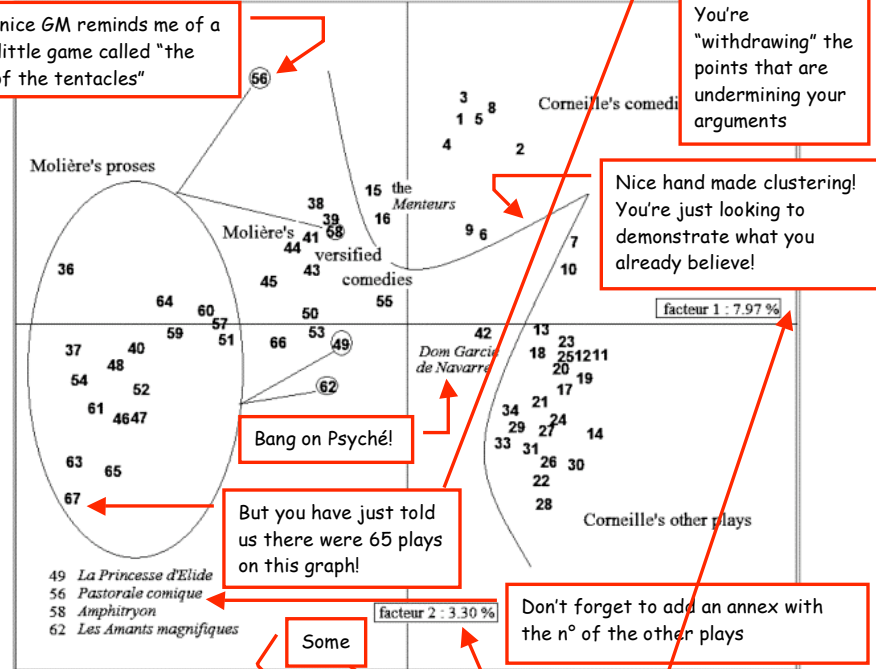 nice GM reminds me of a
little game called “the
of the tentacles”
You’re
“withdrawing” the
points that are
undermining your
arguments
56
3
8
1 5
4
2
Corneille's comedi
Molière's proses
Nice hand made clustering!
You’re just looking to
demonstrate what you
already believe!
15 the
Menteurs
16
38
39
58
Molière's
41
44
versified
43
comedies
45
55
9 6
7
10
36
64
60
57
59
51
50
53
66
49
62
42
Dom Garcie
de Navarre
facteur 1 : 7.97 %
13
23
18
25 12 11
20
19
17
21
34
24
29
27
14
33
31
26
30
22
28
37
40
48
54
52
61
46 47
63
65
67
Bang on Psyché!
But you have just told
us there were 65 plays
on this graph!
Corneille's other plays
49 La Princesse d'Elide
56 Pastorale comique
58 Amphitryon
62 Les Amants magnifiques
facteur 2 : 3.30 %
Some
Don’t forget to add an annex with
the n° of the other plays